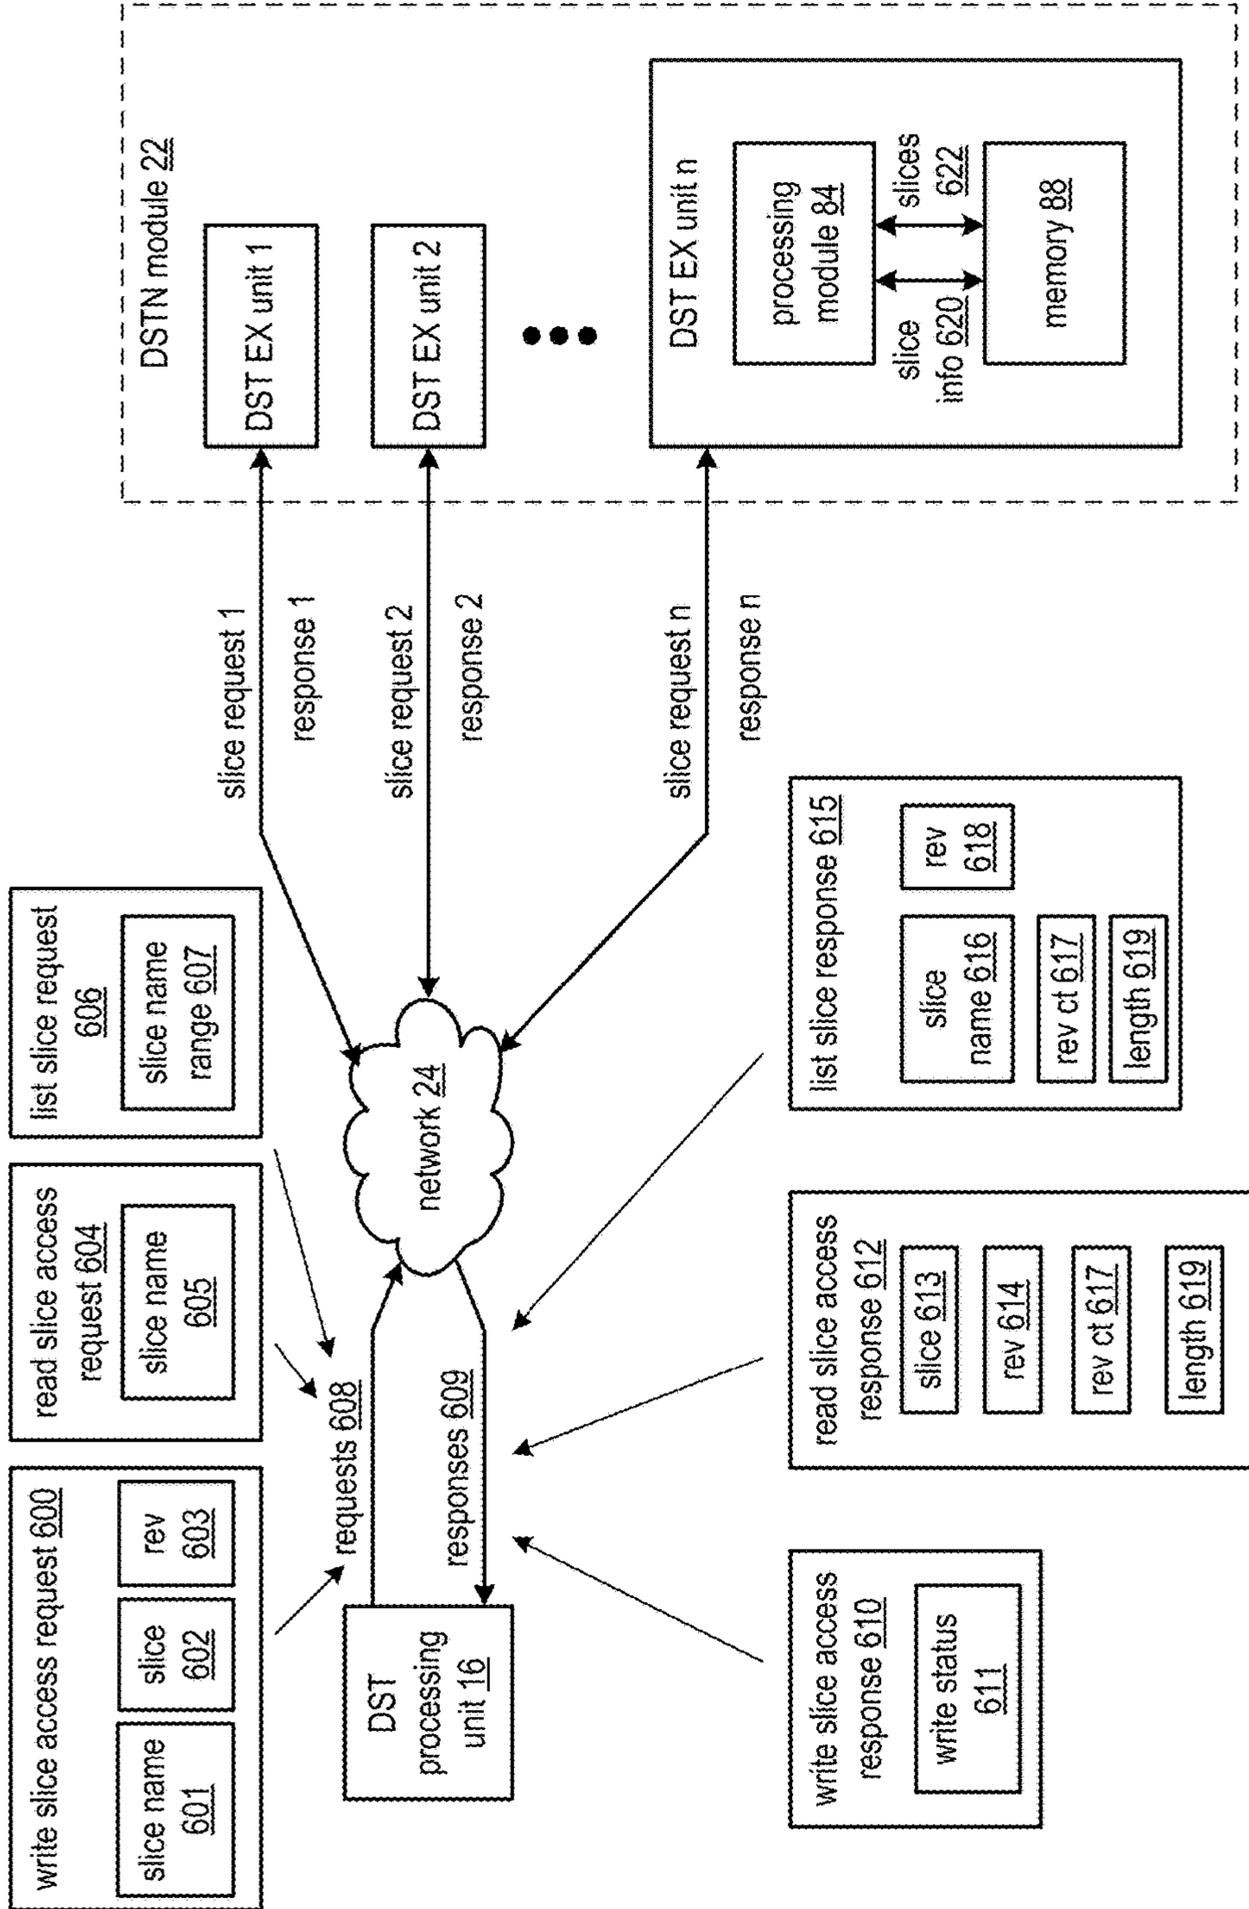 write slice access request 600
slice name
601
slice
602
rev
603
read slice access
request 604
slice name
605
list slice request
606
slice name
range 607
requests 608
responses 609
DST
processing
unit 16
network 24
slice request 1
response 1
slice request 2
response 2
slice request n
response n
DSTN module 22
DST EX unit 1
DST EX unit 2
DST EX unit n
processing
module 84
slice
info 620
slices
622
memory 88
write slice access
response 610
write status
611
read slice access
response 612
slice 613
rev 614
rev ct 617
length 619
list slice response 615
slice
name 616
rev
618
rev ct 617
length 619